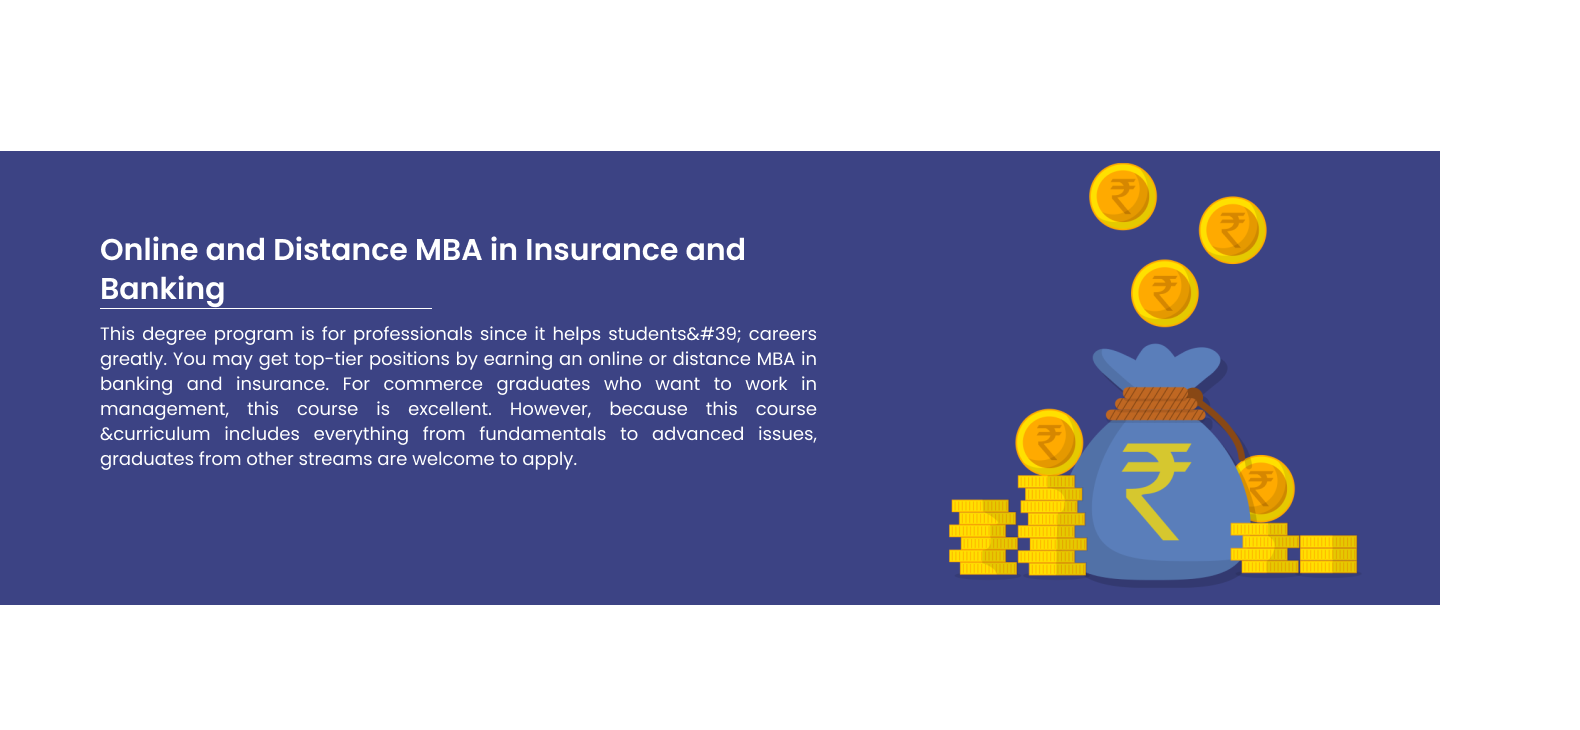 Online and Distance MBA in Insurance and
Banking
This degree program is for professionals since it helps students&#39; careers
greatly. You may get top-tier positions by earning an online or distance MBA in
banking and insurance. For commerce graduates who want to work in
management, this course is excellent. However, because this course
&curriculum includes everything from fundamentals to advanced issues,
graduates from other streams are welcome to apply.
₹
₹
₹
₹
₹
₹